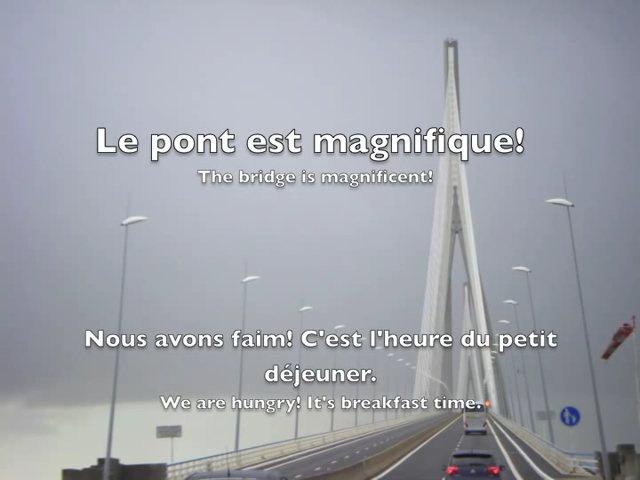 Le pont est magnifique!
The bridge is magnificent!
Nous avons faim! C'est l'heure du petit
déjeuner.
We are hungry! It's breakfast time.